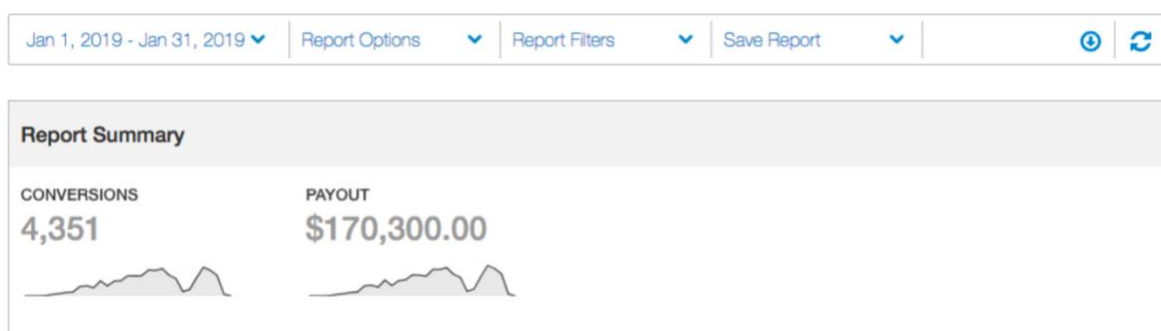 Jan 1, 2019 - Jan 31, 2019 Report Options Report Filters Save Report
Report Summary
CONVERSIONS PAYOUT
4,351 $170,300.00